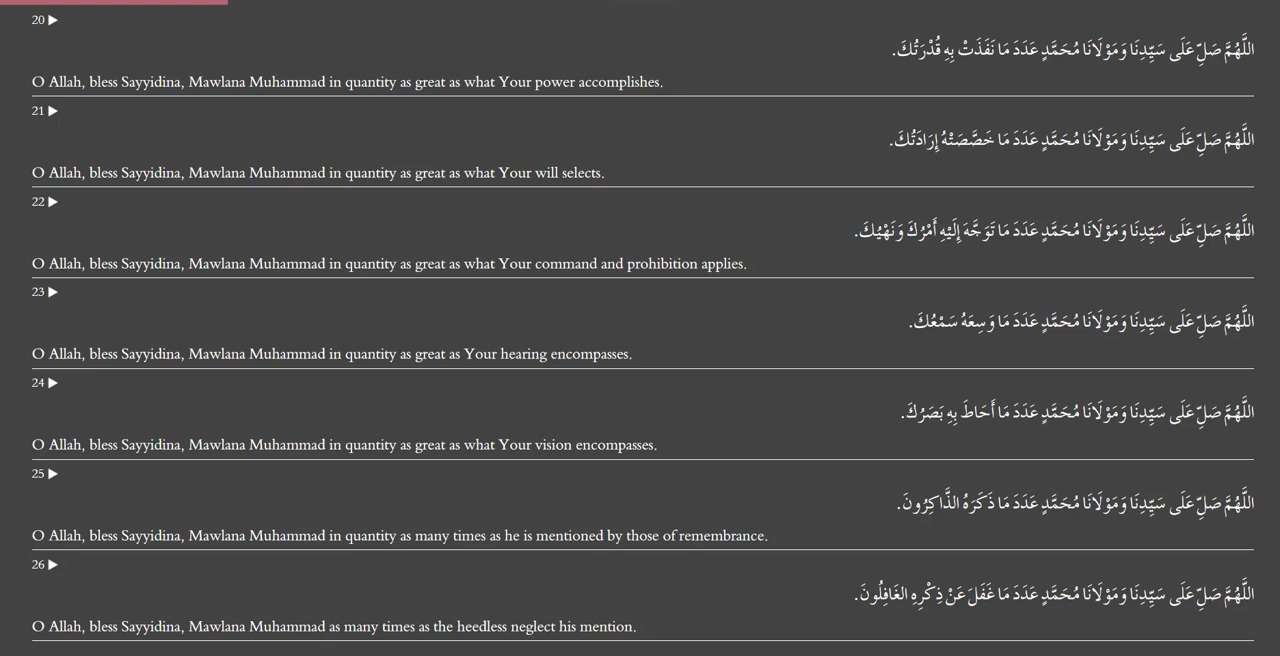 20 ▶
اللَّهُمَّ صَلِّ عَلَى سَيِّدِنَا وَمَوْلَانَا مُحَمَّدٍ عَدَدَ مَا نَفَذَتْ بِهِ قُدْرَتُكَ.
O Allah, bless Sayyidina, Mawlana Muhammad in quantity as great as what Your power accomplishes.
21 ▶
اللَّهُمَّ صَلِّ عَلَى سَيِّدِنَا وَمَوْلَانَا مُحَمَّدٍ عَدَدَ مَا خَصَّصَتْهُ إِرَادَتُكَ.
O Allah, bless Sayyidina, Mawlana Muhammad in quantity as great as what Your will selects.
22 ▶
اللَّهُمَّ صَلِّ عَلَى سَيِّدِنَا وَمَوْلَانَا مُحَمَّدٍ عَدَدَ مَا تَوَجَّهَ إِلَيْهِ أَمْرُكَ وَنَهْيُكَ.
O Allah, bless Sayyidina, Mawlana Muhammad in quantity as great as what Your command and prohibition applies.
23 ▶
اللَّهُمَّ صَلِّ عَلَى سَيِّدِنَا وَمَوْلَانَا مُحَمَّدٍ عَدَدَ مَا وَسِعَهُ سَمْعُكَ.
O Allah, bless Sayyidina, Mawlana Muhammad in quantity as great as Your hearing encompasses.
24 ▶
اللَّهُمَّ صَلِّ عَلَى سَيِّدِنَا وَمَوْلَانَا مُحَمَّدٍ عَدَدَ مَا أَحَاطَ بِهِ بَصَرُكَ.
O Allah, bless Sayyidina, Mawlana Muhammad in quantity as great as what Your vision encompasses.
25 ▶
اللَّهُمَّ صَلِّ عَلَى سَيِّدِنَا وَمَوْلَانَا مُحَمَّدٍ عَدَدَ مَا ذَكَرَهُ الذَّاكِرُونَ.
O Allah, bless Sayyidina, Mawlana Muhammad in quantity as many times as he is mentioned by those of remembrance.
26 ▶
اللَّهُمَّ صَلِّ عَلَى سَيِّدِنَا وَمَوْلَانَا مُحَمَّدٍ عَدَدَ مَا غَفَلَ عَنْ ذِكْرِهِ الغَافِلُونَ.
O Allah, bless Sayyidina, Mawlana Muhammad as many times as the heedless neglect his mention.